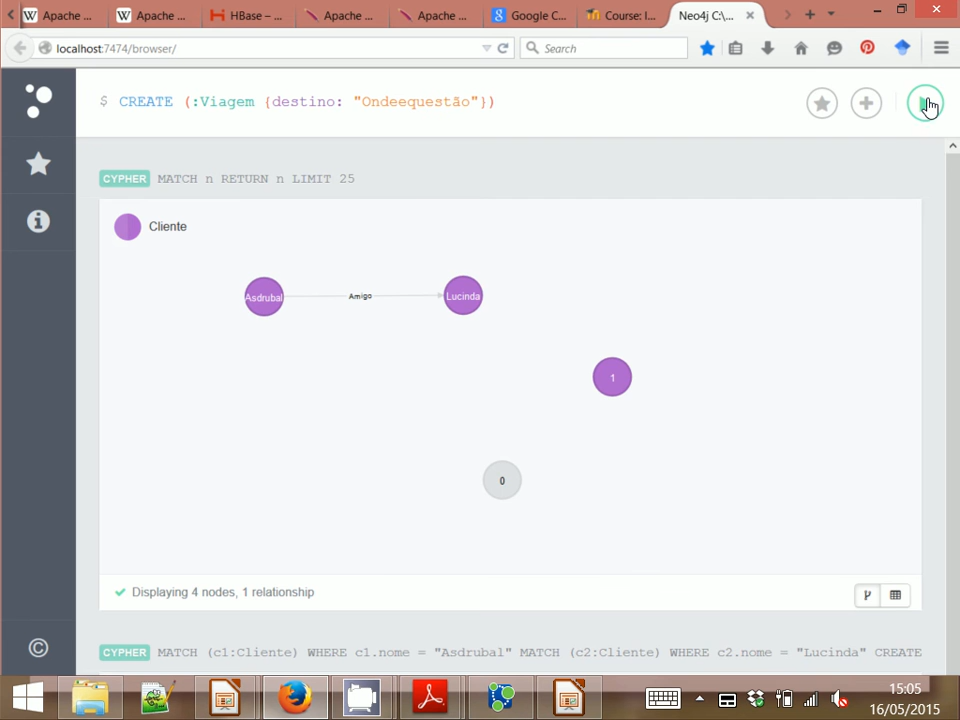 Apache ...
Apache ...
HBase – ...
Apache ...
Apache ...
Google C...
Course: I...
Neo4j C:\...
localhost:7474/browser/
Search
$ CREATE (:Viagem {destino: "Ondeequestão"})
CYPHER MATCH n RETURN n LIMIT 25
Cliente
Asdrubal
Amigo
Lucinda
1
0
Displaying 4 nodes, 1 relationship
CYPHER MATCH (c1:Cliente) WHERE c1.nome = "Asdrubal" MATCH (c2:Cliente) WHERE c2.nome = "Lucinda" CREATE
15:05
16/05/2015